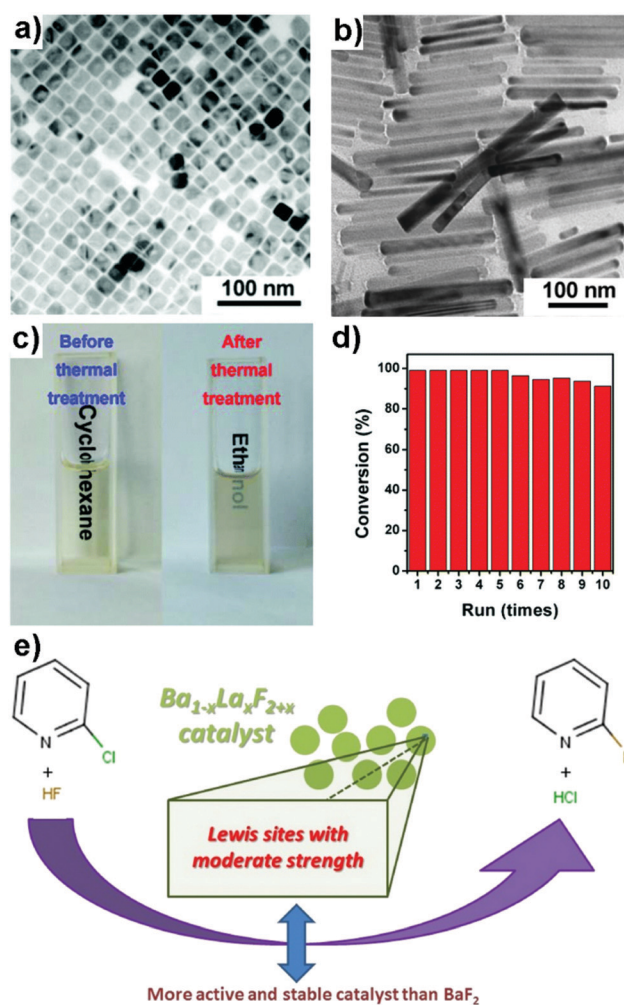 a)
100 nm
b)
100 nm
c)
Before
thermal
treatment
Cyclohexane
After
thermal
treatment
Ethanol
d)
Conversion (%)
100
80
60
40
20
0
1 2 3 4 5 6 7 8 9 10
Run (times)
e)
N
Cl
+
HF
Ba₁₋ₓLaₓF₂₊ₓ
catalyst
Lewis sites with
moderate strength
N
+
HCl
More active and stable catalyst than BaF₂